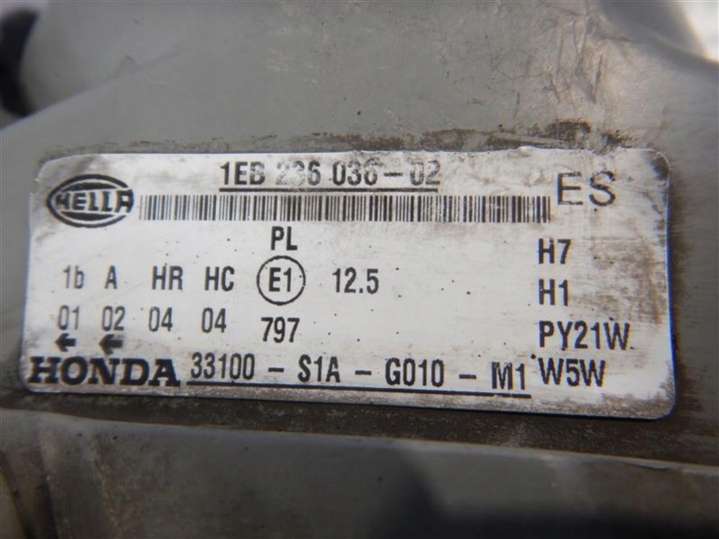 1EB 236 036-02
HELLA
ES
PL
1b A HR HC E1 12.5
01 02 04 04 797
H7
H1
PY21W
W5W
HONDA 33100 - S1A - G010 - M1